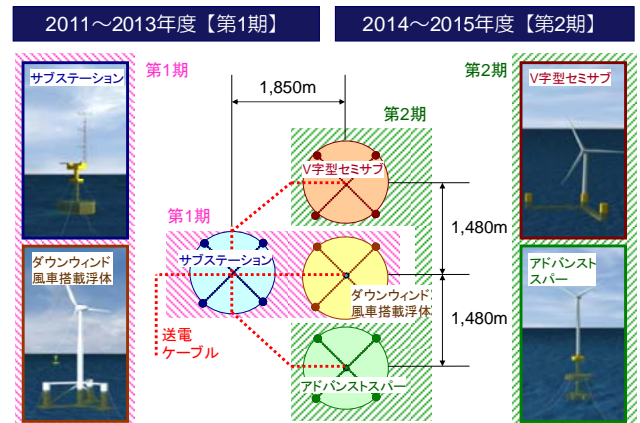 2011～2013年度【第1期】
2014～2015年度【第2期】
サブステーション
第1期
1,850m
第2期
V字型セミサブ
第2期
V字型セミサブ
1,480m
第1期
サブステーション
ダウンウィンド
風車搭載浮体
ダウンウィンド
風車搭載浮体
1,480m
アドバンスト
スパー
送電
ケーブル
アドバンストスパー